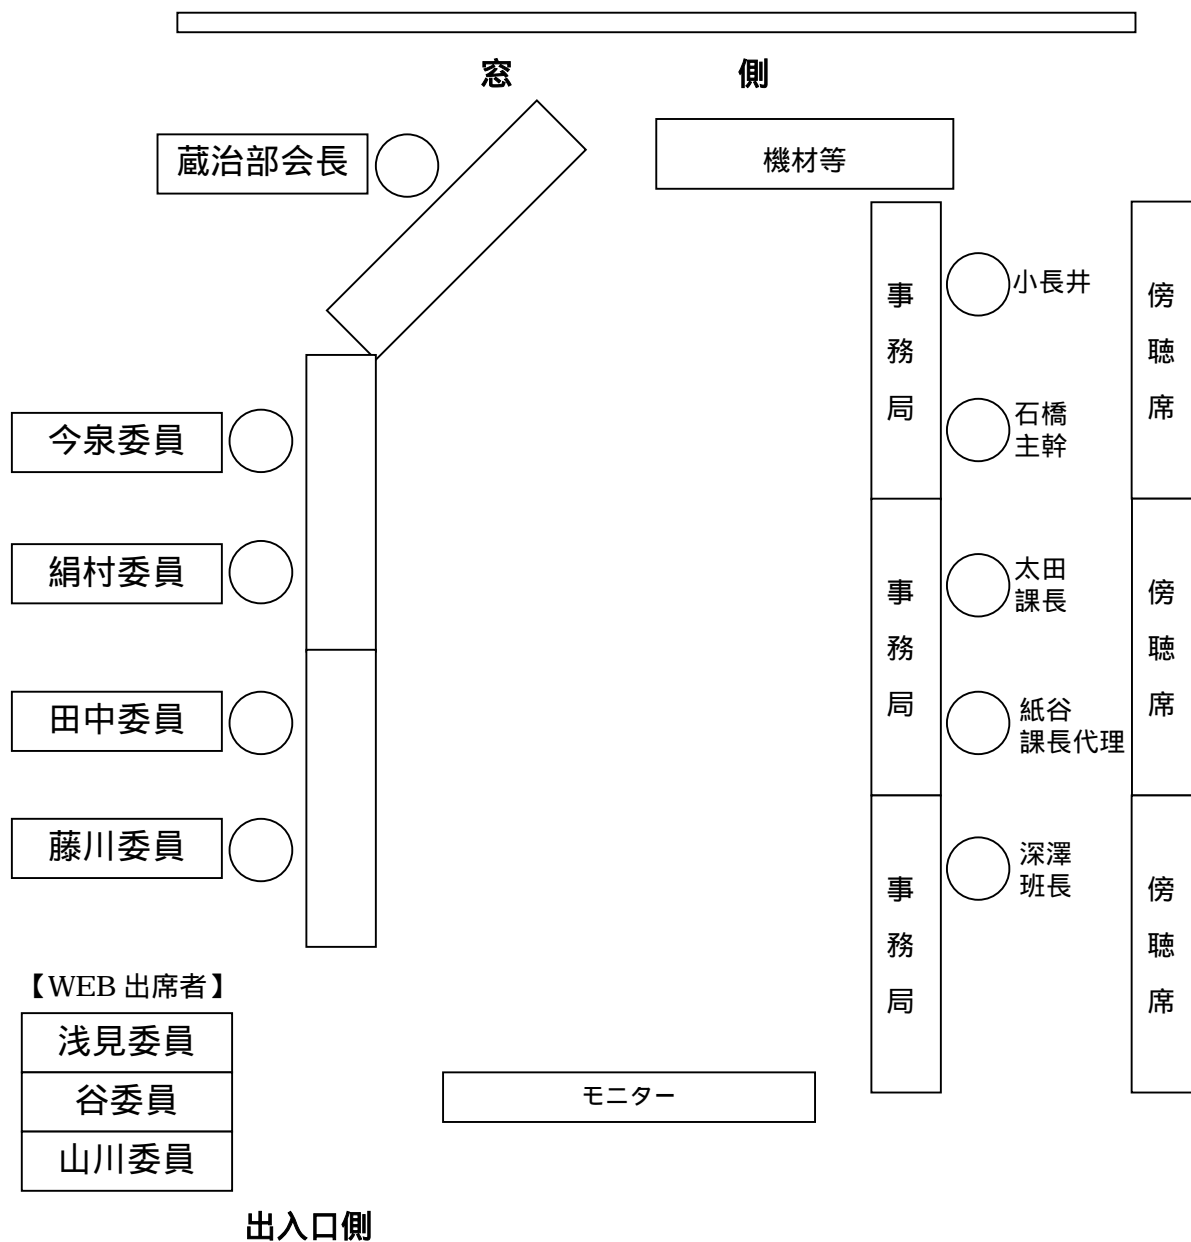 窓 側
蔵治部会長
機材等
事務局
小長井
石橋
主幹
傍聴席
今泉委員
絹村委員
田中委員
藤川委員
事務局
太田
課長
紙谷
課長代理
傍聴席
事務局
深澤
班長
傍聴席
【WEB 出席者】
浅見委員
谷委員
山川委員
モニター
出入口側